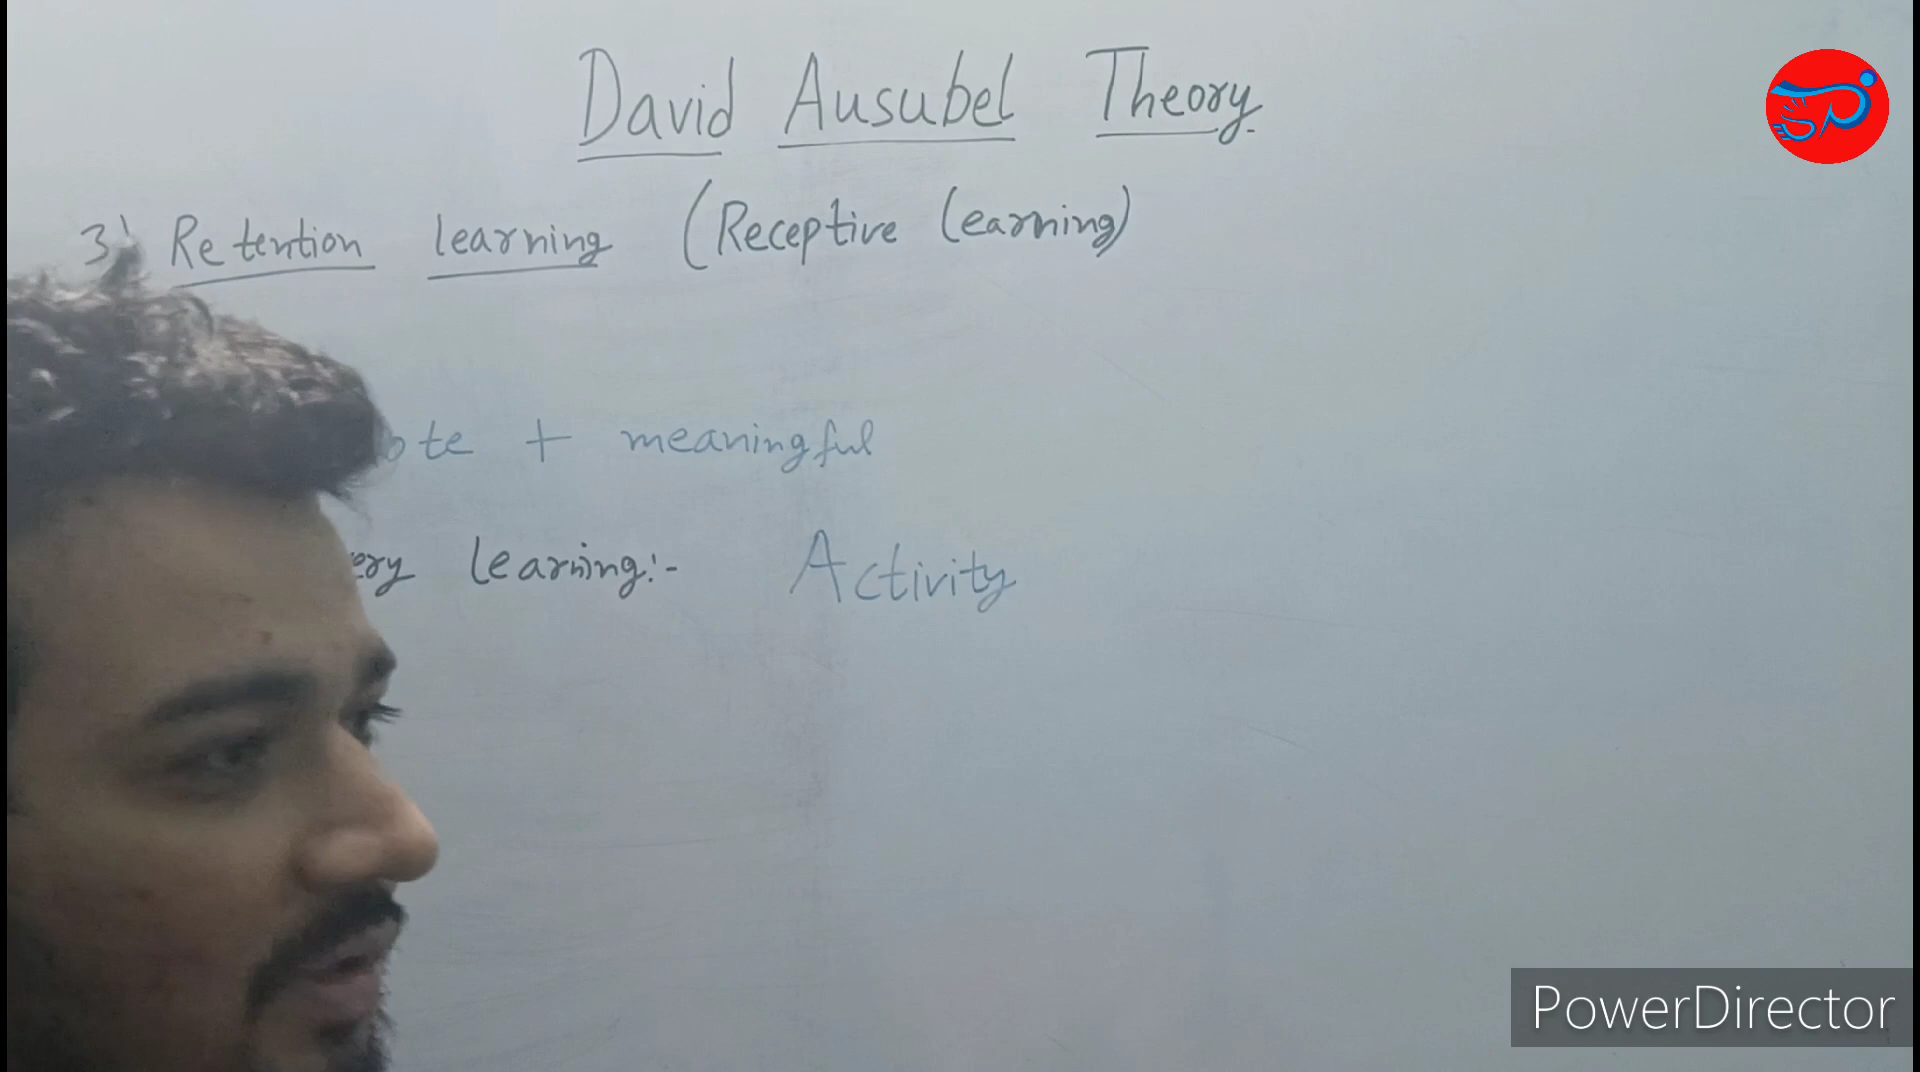 David Ausubel Theory.
3) Retention learning (Receptive learning)
ote + meaningful
ery learning:- Activity
PowerDirector